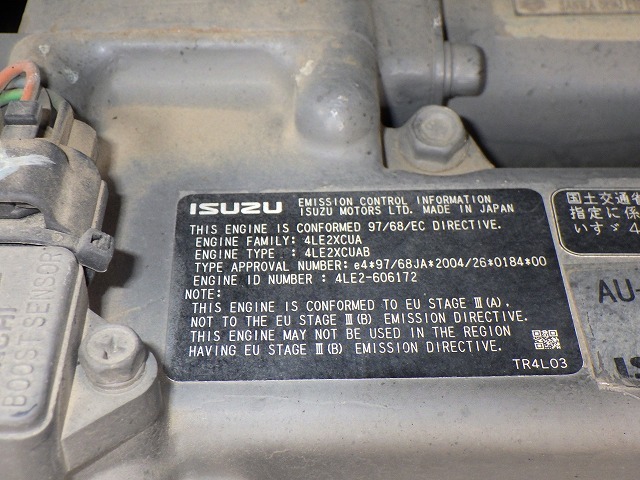 ISUZU EMISSION CONTROL INFORMATION
ISUZU MOTORS LTD. MADE IN JAPAN
THIS ENGINE IS CONFORMED 97/68/EC DIRECTIVE.
ENGINE FAMILY: 4LE2XCUA
ENGINE TYPE : 4LE2XCUAB
TYPE APPROVAL NUMBER: e4*97/68JA*2004/26*0184*00
ENGINE ID NUMBER : 4LE2-606172
NOTE:
THIS ENGINE IS CONFORMED TO EU STAGE Ⅲ(A),
NOT TO THE EU STAGE Ⅲ(B) EMISSION DIRECTIVE.
THIS ENGINE MAY NOT BE USED IN THE REGION
HAVING EU STAGE Ⅲ(B) EMISSION DIRECTIVE.
TR4L03
国土交通省
指定に係
いすゞ4
AU-
BOOST SENSOR